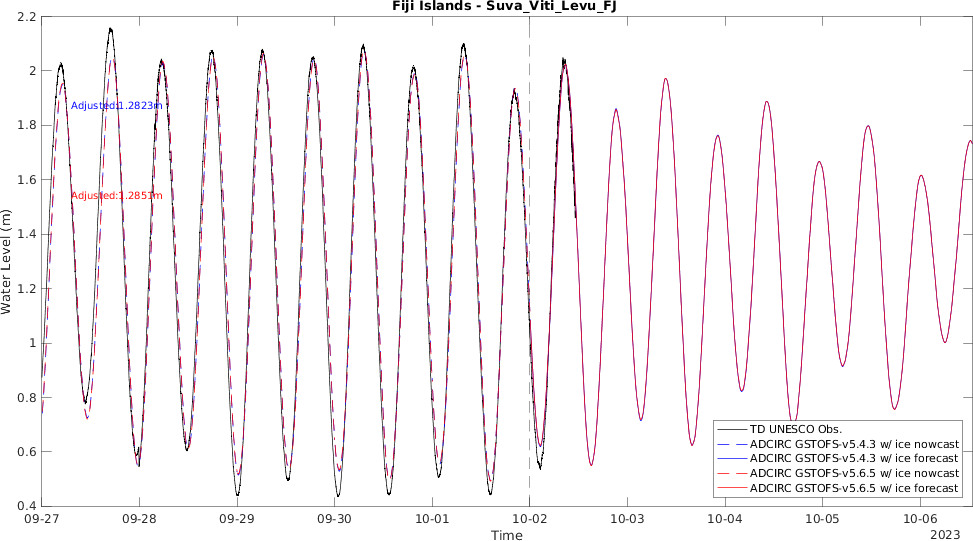 Fiji Islands - Suva_Viti_Levu_FJ
2.2
2
1.8
1.6
1.4
1.2
1
0.8
0.6
0.4
Water Level (m)
Adjusted:1.2823m
Adjusted:1.2851m
TD UNESCO Obs.
ADCIRC GSTOFS-v5.4.3 w/ ice nowcast
ADCIRC GSTOFS-v5.4.3 w/ ice forecast
ADCIRC GSTOFS-v5.6.5 w/ ice nowcast
ADCIRC GSTOFS-v5.6.5 w/ ice forecast
09-27 09-28 09-29 09-30 10-01 10-02 10-03 10-04 10-05 10-06
Time
2023